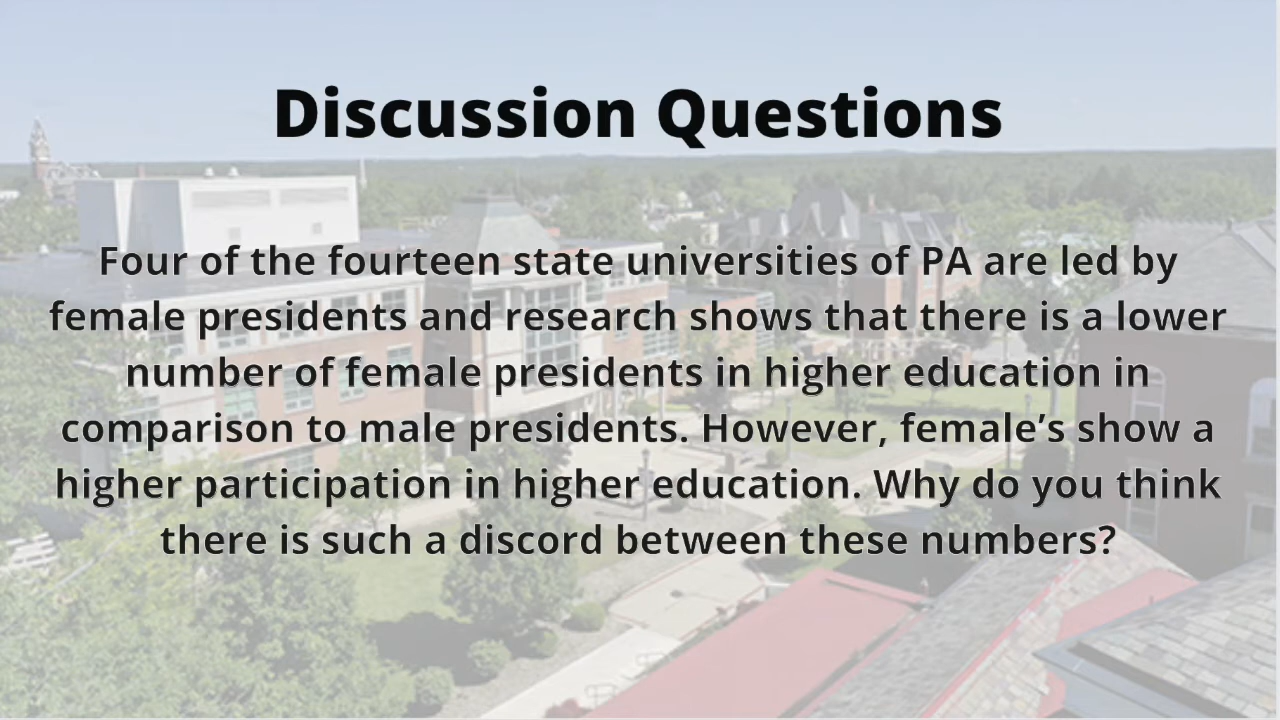 Discussion Questions
Four of the fourteen state universities of PA are led by
female presidents and research shows that there is a lower
number of female presidents in higher education in
comparison to male presidents. However, female’s show a
higher participation in higher education. Why do you think
there is such a discord between these numbers?